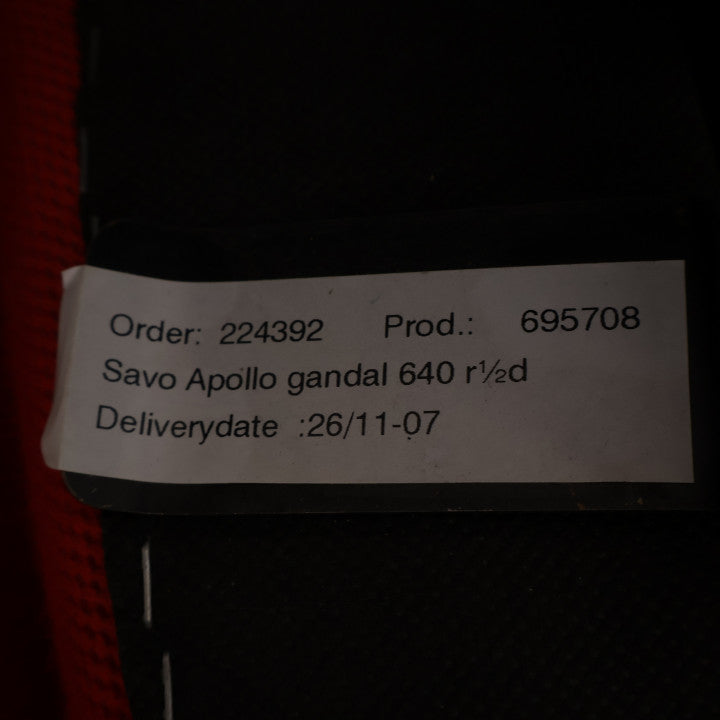 Order: 224392 Prod.: 695708
Savo Apollo gandal 640 r½d
Deliverydate :26/11-07